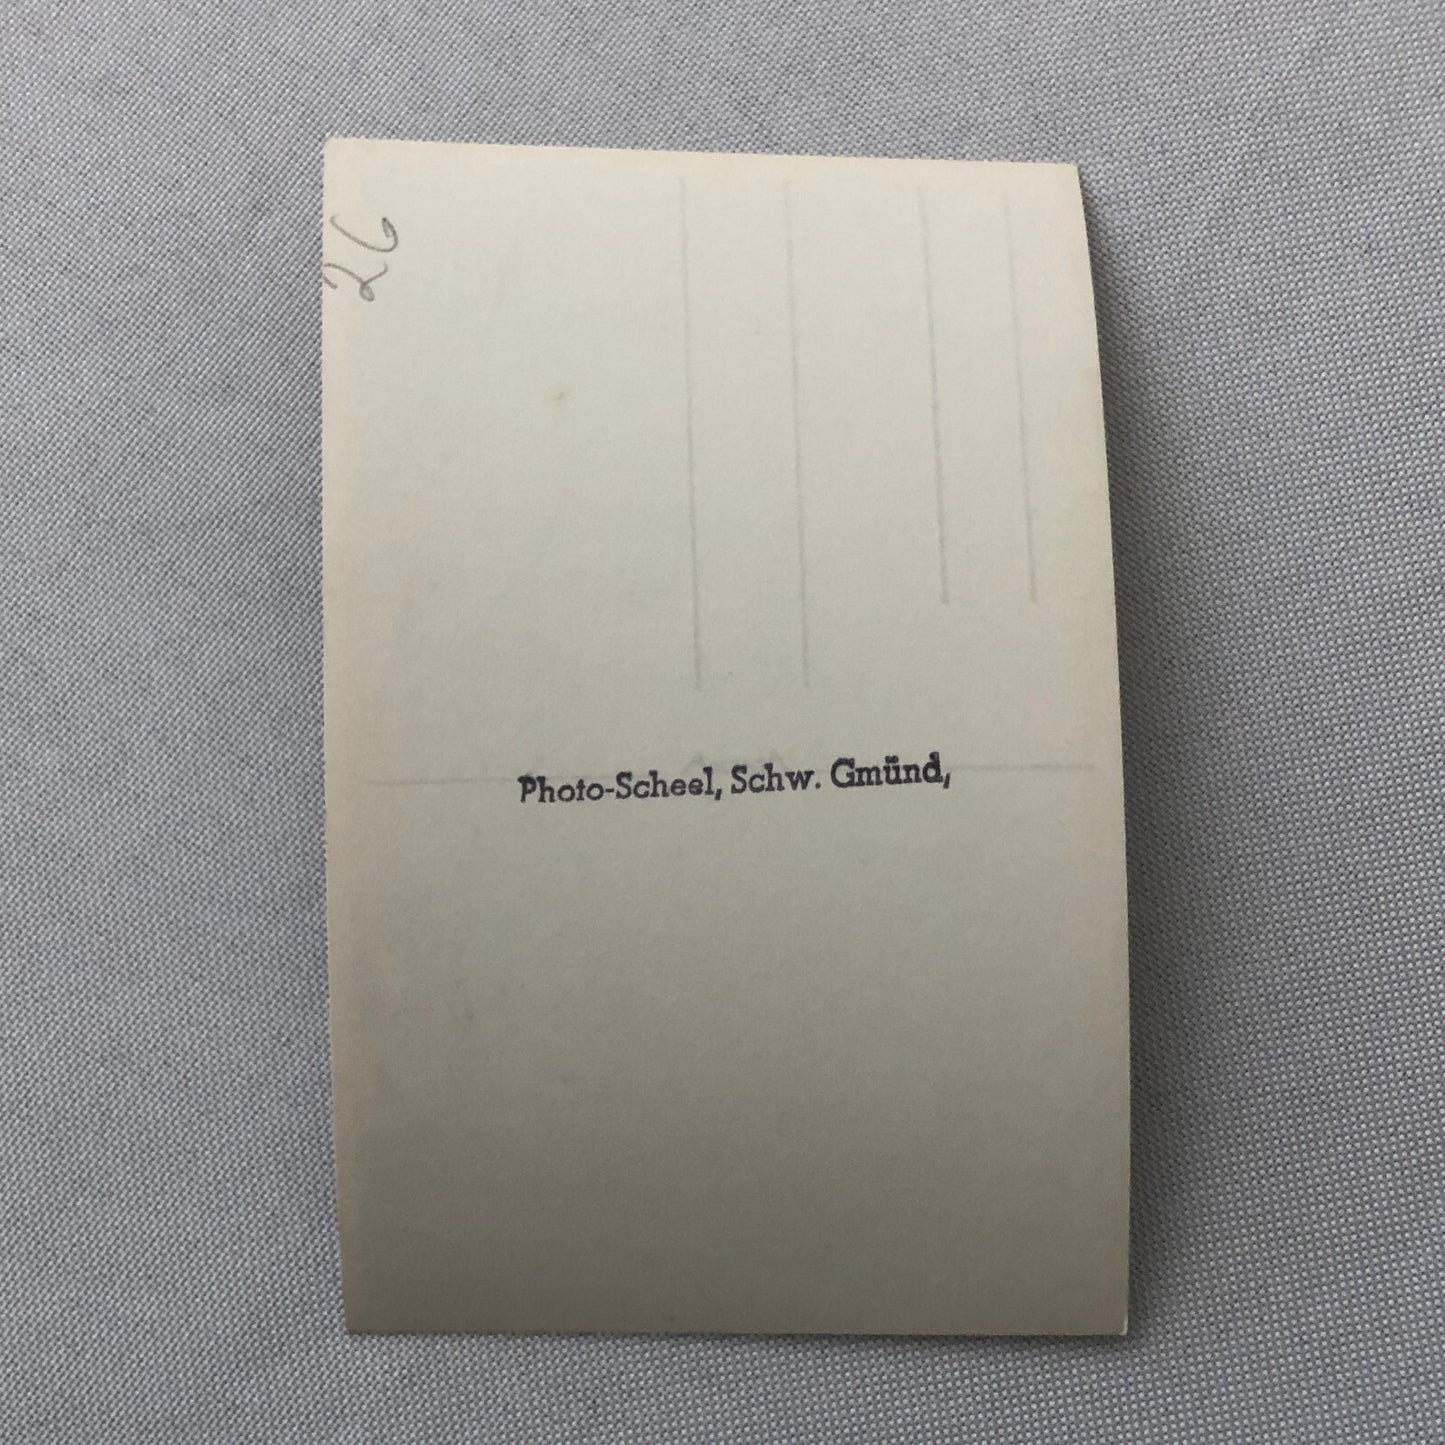 26
Photo-Scheel, Schw. Gmünd,